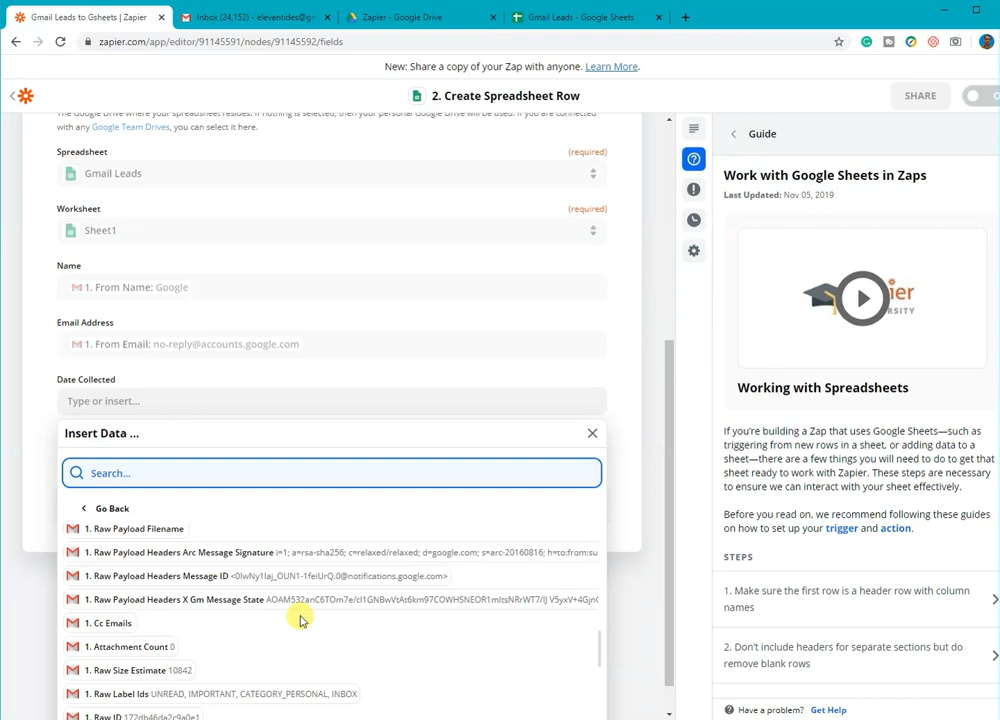 Gmail Leads to Gsheets | Zapier
Inbox (24,152) - eleventides@gm
Zapier - Google Drive
Gmail Leads - Google Sheets
zapier.com/app/editor/91145591/nodes/91145592/fields
New: Share a copy of your Zap with anyone. Learn More.
2. Create Spreadsheet Row
SHARE
The Google Drive where your spreadsheet resides. If nothing is selected, then your personal Google Drive will be used. If you are connected
with any Google Team Drives, you can select it here.
Spreadsheet (required)
Gmail Leads
Worksheet (required)
Sheet1
Name
1. From Name: Google
Email Address
1. From Email: no-reply@accounts.google.com
Date Collected
Type or insert...
Insert Data ...
Search...
Go Back
1. Raw Payload Filename
1. Raw Payload Headers Arc Message Signature i=1; a=rsa-sha256; c=relaxed/relaxed; d=google.com; s=arc-20160816; h=to:from:su
1. Raw Payload Headers Message ID <0IwNy1Iaj_OUN1-1feiUrQ.0@notifications.google.com>
1. Raw Payload Headers X Gm Message State
1. Cc Emails
1. Attachment Count 0
1. Raw Size Estimate 10842
1. Raw Label Ids UNREAD, IMPORTANT, CATEGORY_PERSONAL, INBOX
1. Raw ID 172db46da2c9a0e1
Guide
Work with Google Sheets in Zaps
Last Updated: Nov 05, 2019
ier
ERSITY
Working with Spreadsheets
If you're building a Zap that uses Google Sheets—such as
triggering from new rows in a sheet, or adding data to a
sheet—there are a few things you will need to do to get that
sheet ready to work with Zapier. These steps are necessary
to ensure we can interact with your sheet effectively.
Before you read on, we recommend following these guides
on how to set up your trigger and action.
STEPS
1. Make sure the first row is a header row with column
names
2. Don't include headers for separate sections but do
remove blank rows
Have a problem? Get Help